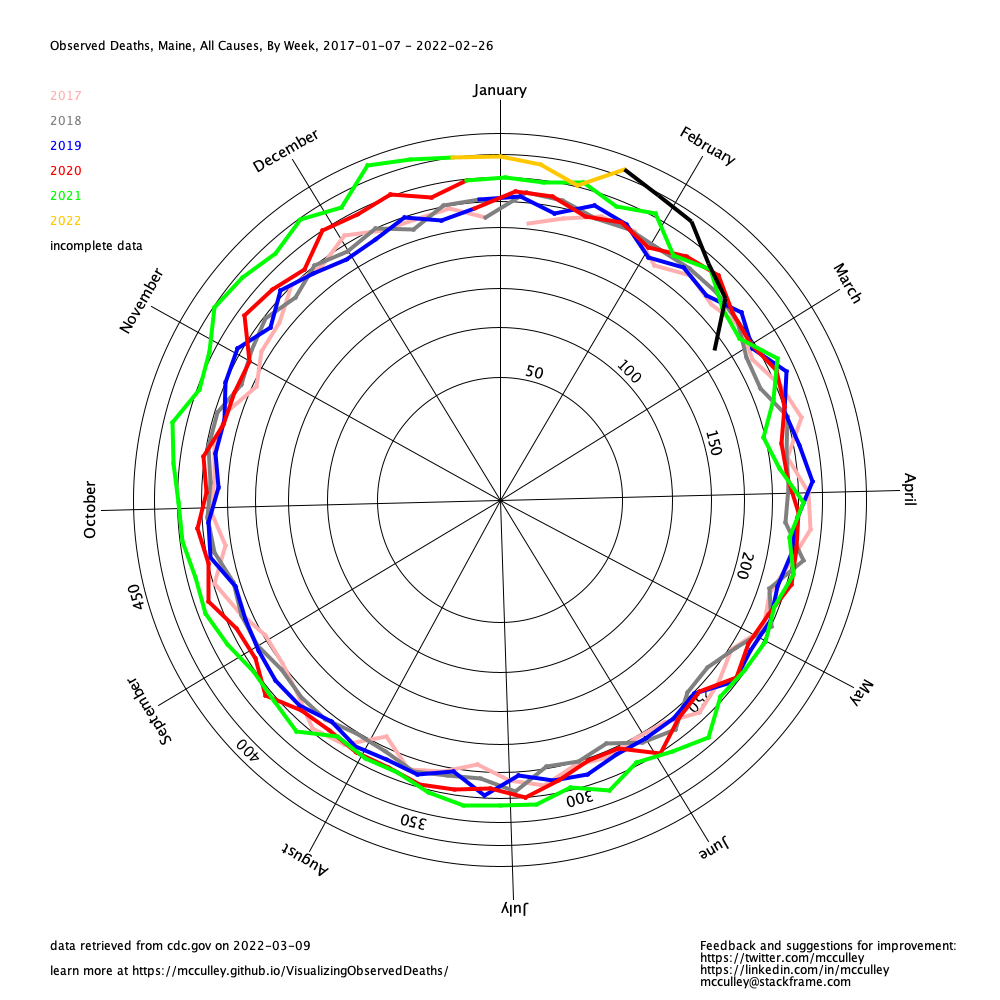 Observed Deaths, Maine, All Causes, By Week, 2017-01-07 - 2022-02-26
January
2017
2018
2019
2020
2021
2022
incomplete data
December
February
November
March
50
100
150
October
April
200
450
250
September
May
400
300
350
August
June
July
data retrieved from cdc.gov on 2022-03-09
learn more at https://mcculley.github.io/VisualizingObservedDeaths/
Feedback and suggestions for improvement:
https://twitter.com/mcculley
https://linkedin.com/in/mcculley
mcculley@stackframe.com